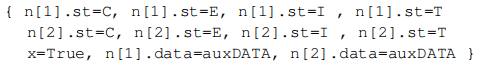 { n[1].st=C, n[1].st=E, n[1].st=I , n[1].st=T
n[2].st=C, n[2].st=E, n[2].st=I , n[2].st=T
x=True, n[1].data=auxDATA, n[2].data=auxDATA }